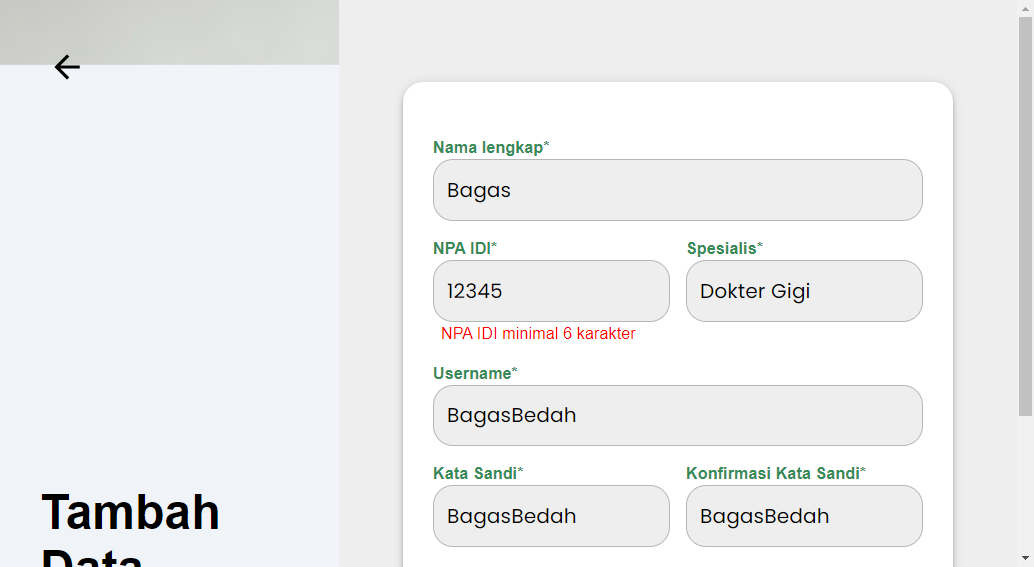 Nama lengkap*
Bagas
NPA IDI* Spesialis*
12345 Dokter Gigi
NPA IDI minimal 6 karakter
Username*
BagasBedah
Kata Sandi* Konfirmasi Kata Sandi*
BagasBedah BagasBedah
Tambah
Data